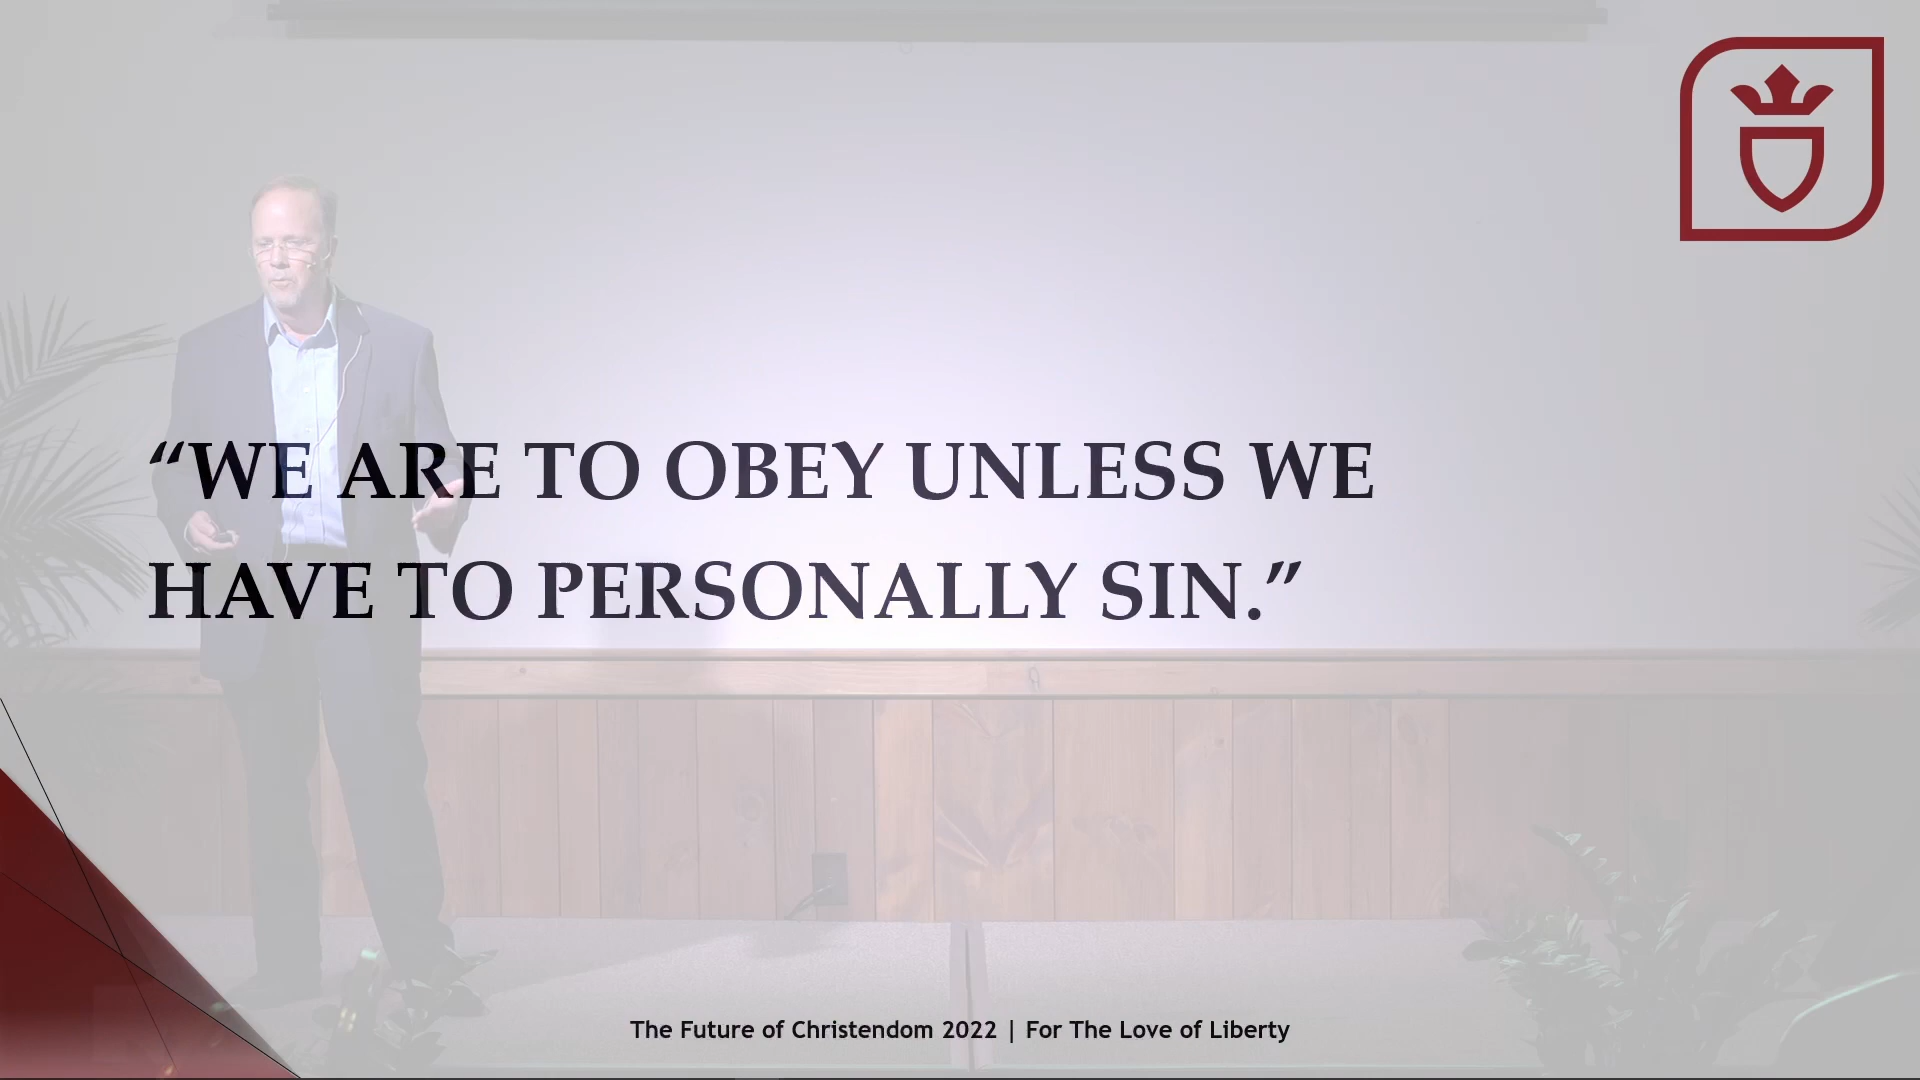 “WE ARE TO OBEY UNLESS WE
HAVE TO PERSONALLY SIN.”
The Future of Christendom 2022 | For The Love of Liberty